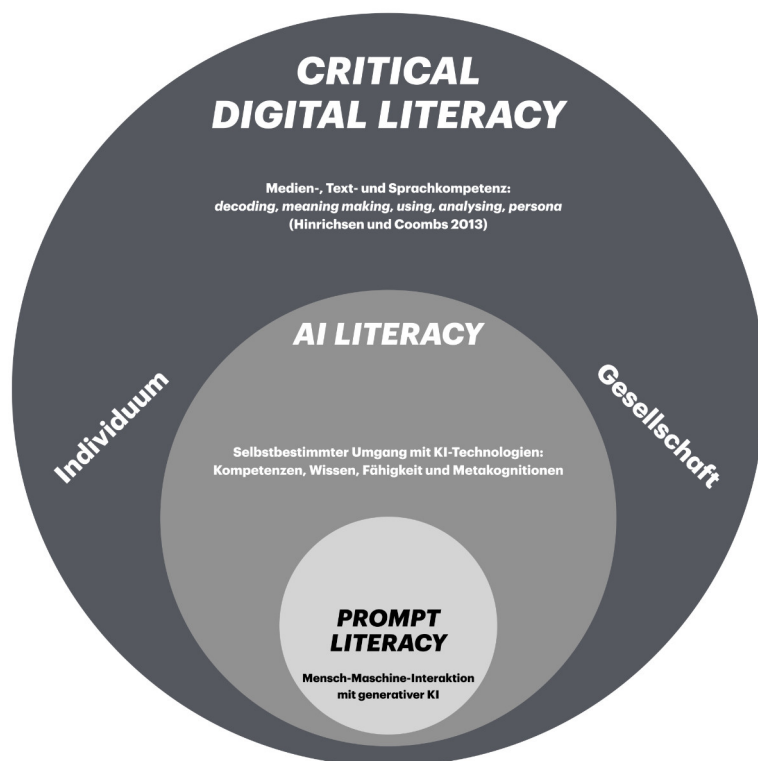 CRITICAL
DIGITAL LITERACY
Medien-, Text- und Sprachkompetenz:
decoding, meaning making, using, analysing, persona
(Hinrichsen und Coombs 2013)
AI LITERACY
Individuum
Gesellschaft
Selbstbestimmter Umgang mit KI-Technologien:
Kompetenzen, Wissen, Fähigkeit und Metakognitionen
PROMPT
LITERACY
Mensch-Maschine-Interaktion
mit generativer KI